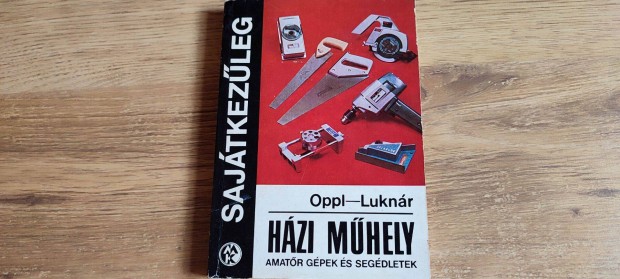 SAJÁTKEZŰLEG
Oppl—Luknár
HÁZI MŰHELY
AMATŐR GÉPEK ÉS SEGÉDLETEK